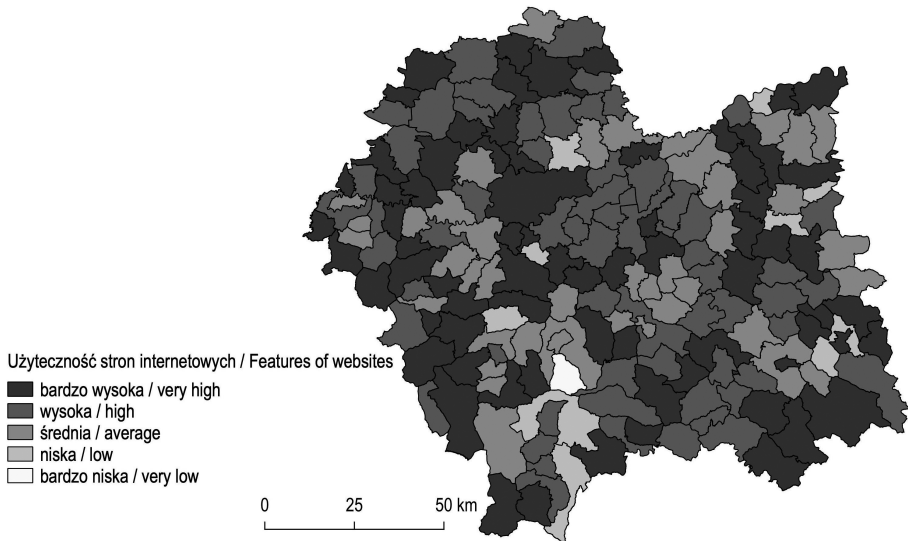 Użyteczność stron internetowych / Features of websites
bardzo wysoka / very high
wysoka / high
średnia / average
niska / low
bardzo niska / very low
0 25 50 km